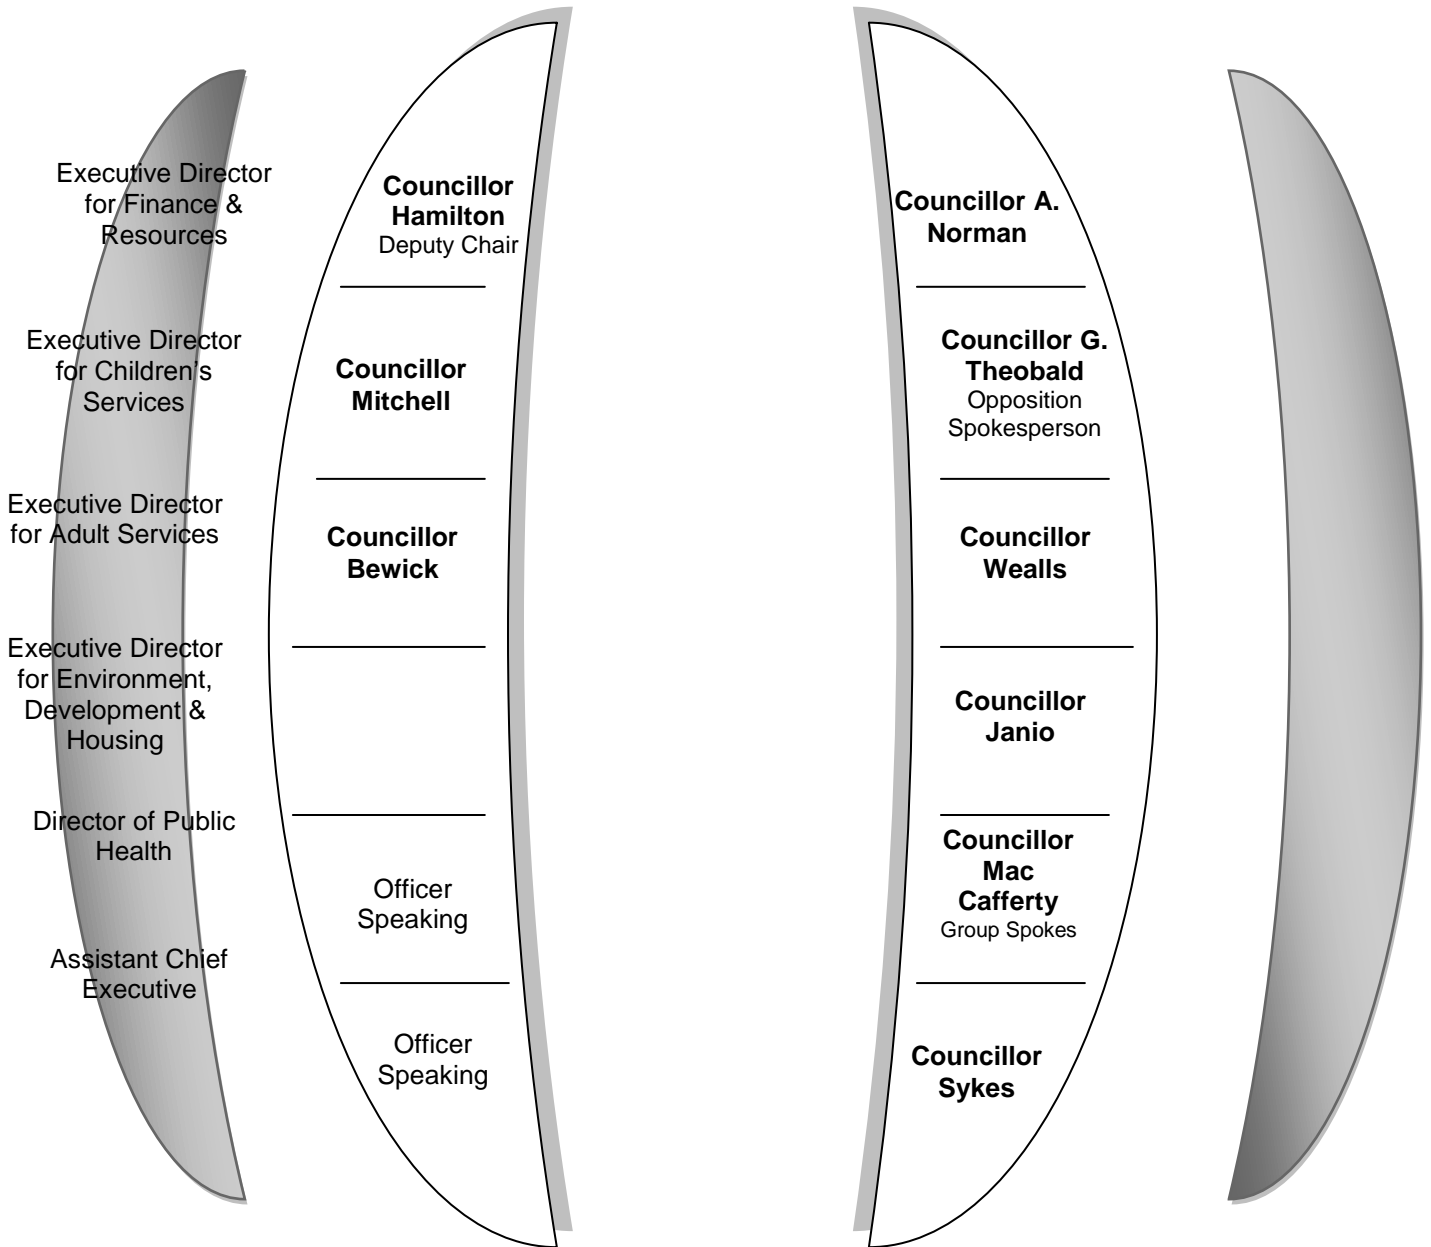 Executive Director
for Finance &
Resources
Executive Director
for Children's
Services
Executive Director
for Adult Services
Executive Director
for Environment,
Development &
Housing
Director of Public
Health
Assistant Chief
Executive
Councillor
Hamilton
Deputy Chair
Councillor
Mitchell
Councillor
Bewick
Officer
Speaking
Officer
Speaking
Councillor A.
Norman
Councillor G.
Theobald
Opposition
Spokesperson
Councillor
Wealls
Councillor
Janio
Councillor
Mac
Cafferty
Group Spokes
Councillor
Sykes